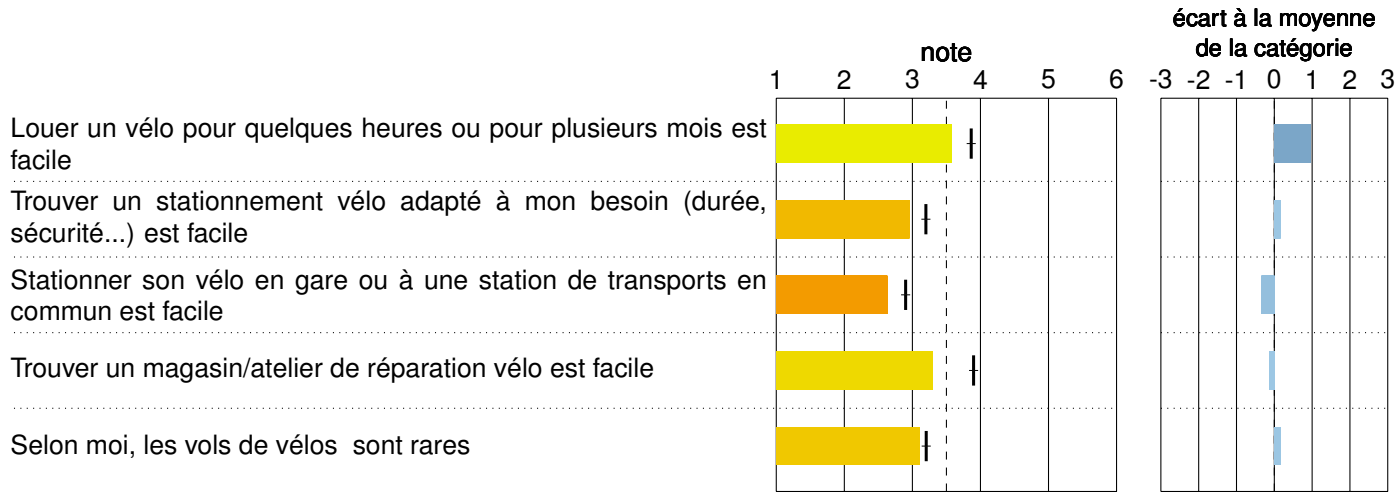 écart à la moyenne
note de la catégorie
1 2 3 4 5 6 -3 -2 -1 0 1 2 3
Louer un vélo pour quelques heures ou pour plusieurs mois est
facile
Trouver un stationnement vélo adapté à mon besoin (durée,
sécurité...) est facile
Stationner son vélo en gare ou à une station de transports en
commun est facile
Trouver un magasin/atelier de réparation vélo est facile
Selon moi, les vols de vélos  sont rares